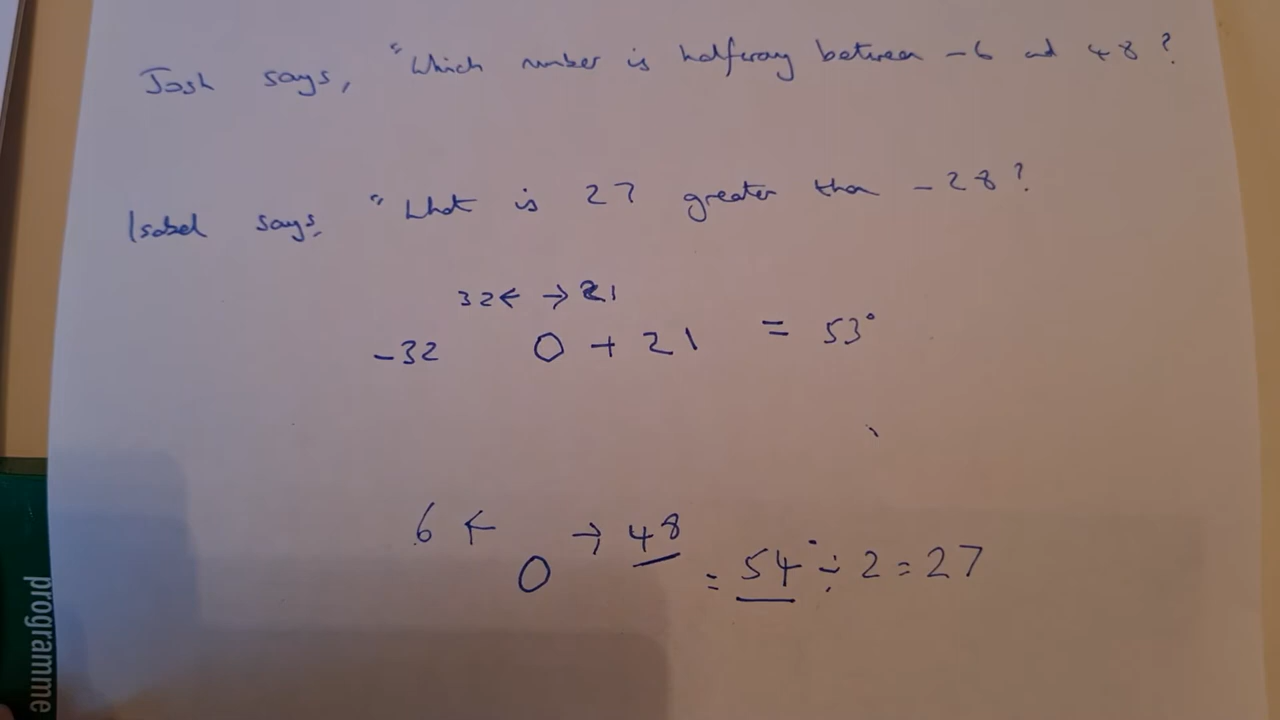 Josh says, "Which number is halfway between -6 and 48?
Isabel says, "What is 27 greater than -28?
32← →21
-32 0 + 21 = 53°
6← →48
0 = 54° ÷ 2 = 27
programme